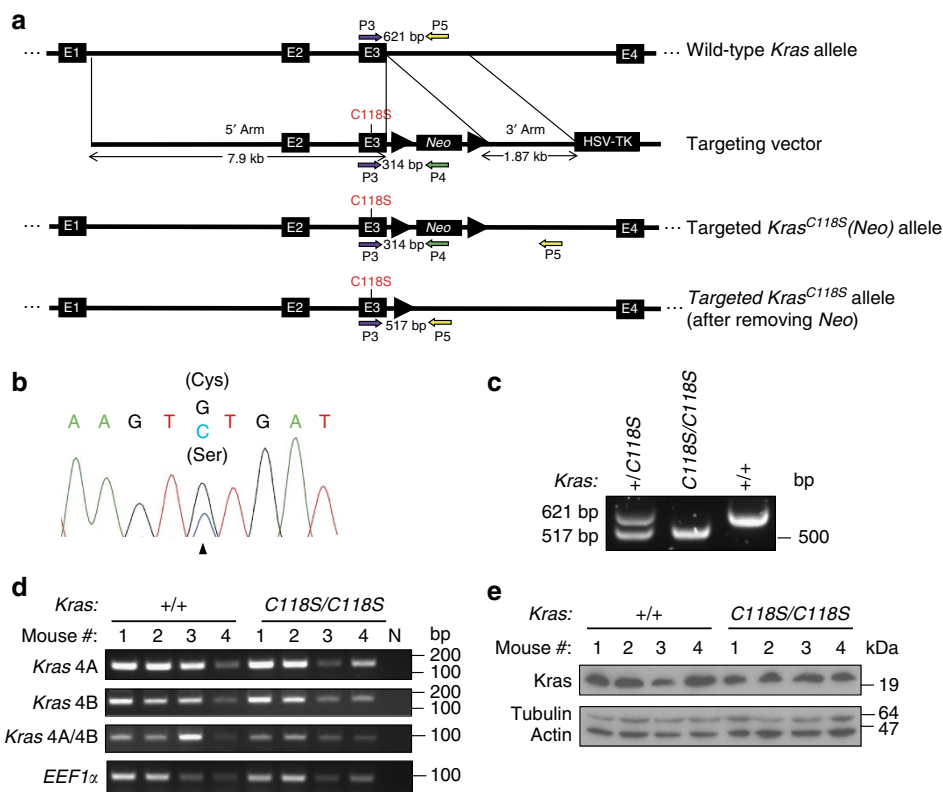 a
P3 621 bp P5
... E1 E2 E3 E4 ... Wild-type Kras allele
C118S
5′ Arm E2 E3 Neo 3′ Arm HSV-TK Targeting vector
7.9 kb 314 bp 1.87 kb
P3 P4
C118S
... E1 E2 E3 Neo E4 ... Targeted KrasC118S(Neo) allele
314 bp
P3 P4 P5
C118S
... E1 E2 E3 E4 ... Targeted KrasC118S allele
(after removing Neo)
517 bp
P3 P5
b
(Cys)
G
A A G T C T G A T
(Ser)
c
Kras: +/C118S C118S/C118S +/+ bp
621 bp
517 bp 500
d
Kras: +/+ C118S/C118S
Mouse #: 1 2 3 4 1 2 3 4 N bp
Kras 4A 200
100
Kras 4B 200
100
Kras 4A/4B 100
EEF1α 100
e
Kras: +/+ C118S/C118S
Mouse #: 1 2 3 4 1 2 3 4 kDa
Kras 19
Tubulin 64
Actin 47